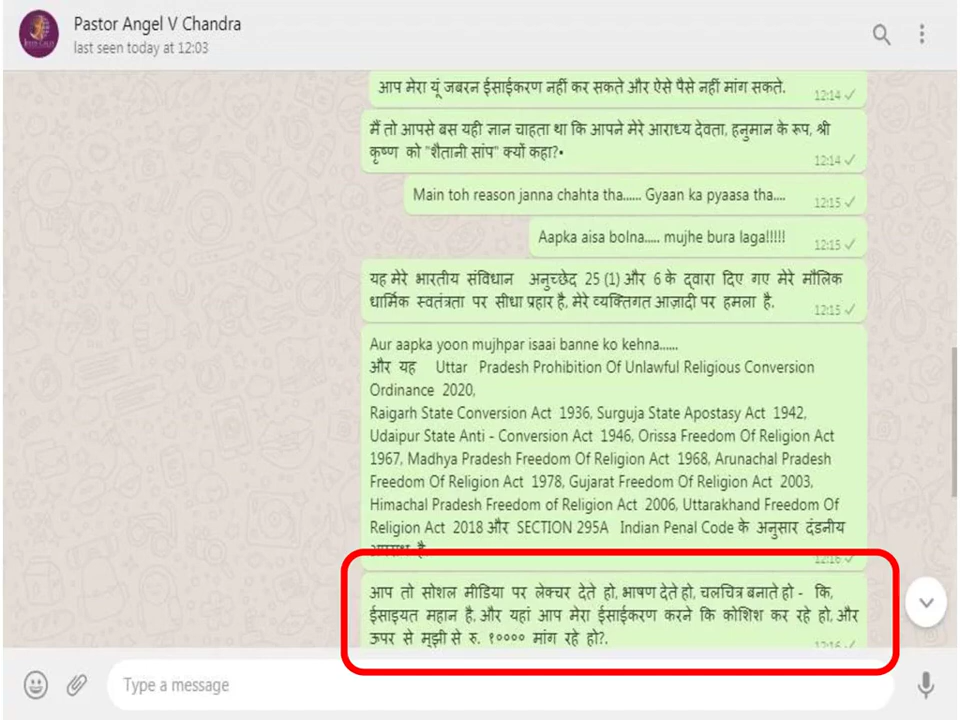 Pastor Angel V Chandra
last seen today at 12:03
आप मेरा यूं जबरन ईसाईकरण नहीं कर सकते और ऐसे पैसे नहीं मांग सकते.
12:14
मैं तो आपसे बस यही ज्ञान चाहता था कि आपने मेरे आराध्य देवता, हनुमान के रूप, श्री
कृष्ण को "शैतानी सांप" क्यों कहा?•
12:14
Main toh reason janna chahta tha...... Gyaan ka pyaasa tha....
12:15
Aapka aisa bolna..... mujhe bura laga!!!!!
12:15
यह मेरे भारतीय संविधान अनुच्छेद 25 (1) और 6 के द्वारा दिए गए मेरे मौलिक
धार्मिक स्वतंत्रता पर सीधा प्रहार है, मेरे व्यक्तिगत आज़ादी पर हमला है.
12:15
Aur aapka yoon mujhpar isaai banne ko kehna......
और यह Uttar Pradesh Prohibition Of Unlawful Religious Conversion
Ordinance 2020,
Raigarh State Conversion Act 1936, Surguja State Apostasy Act 1942,
Udaipur State Anti - Conversion Act 1946, Orissa Freedom Of Religion Act
1967, Madhya Pradesh Freedom Of Religion Act 1968, Arunachal Pradesh
Freedom Of Religion Act 1978, Gujarat Freedom Of Religion Act 2003,
Himachal Pradesh Freedom of Religion Act 2006, Uttarakhand Freedom Of
Religion Act 2018 और SECTION 295A Indian Penal Code के अनुसार दंडनीय
है
12:16
आप तो सोशल मीडिया पर लेक्चर देते हो, भाषण देते हो, चलचित्र बनाते हो - कि,
ईसाइयत महान है, और यहां आप मेरा ईसाईकरण करने कि कोशिश कर रहे हो, और
ऊपर से मुझी से रु. १०००० मांग रहे हो?.
12:16
Type a message